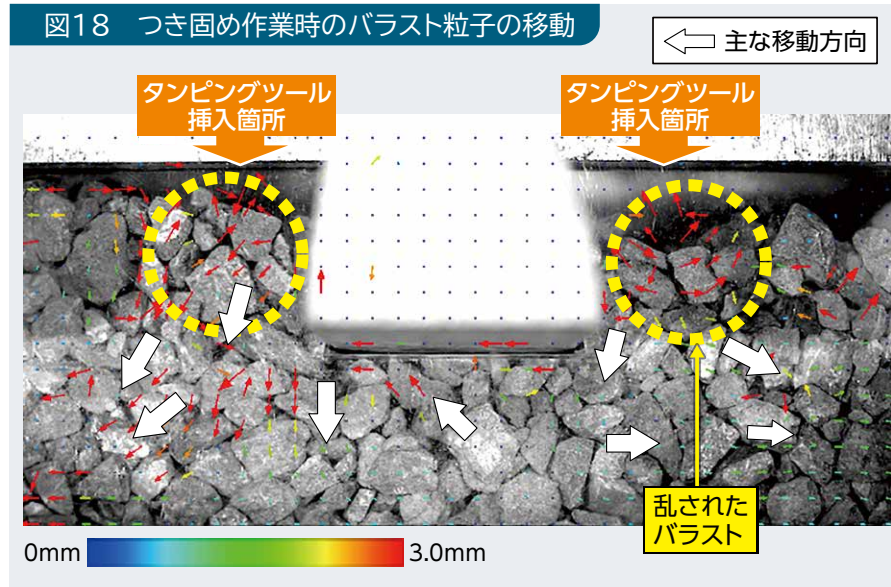 図18 つき固め作業時のバラスト粒子の移動
主な移動方向
タンピングツール
挿入箇所
タンピングツール
挿入箇所
乱された
バラスト
0mm
3.0mm